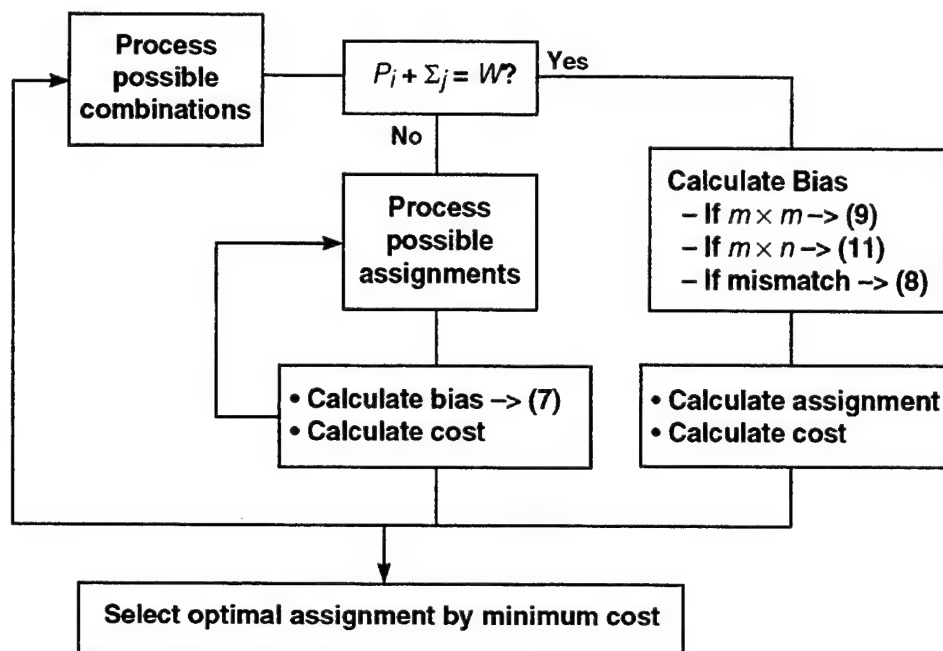 Process
possible
combinations
P_i + Σ_j = W?
Yes
No
Process
possible
assignments
Calculate Bias
– If m × m –> (9)
– If m × n –> (11)
– If mismatch –> (8)
• Calculate bias –> (7)
• Calculate cost
• Calculate assignment
• Calculate cost
Select optimal assignment by minimum cost